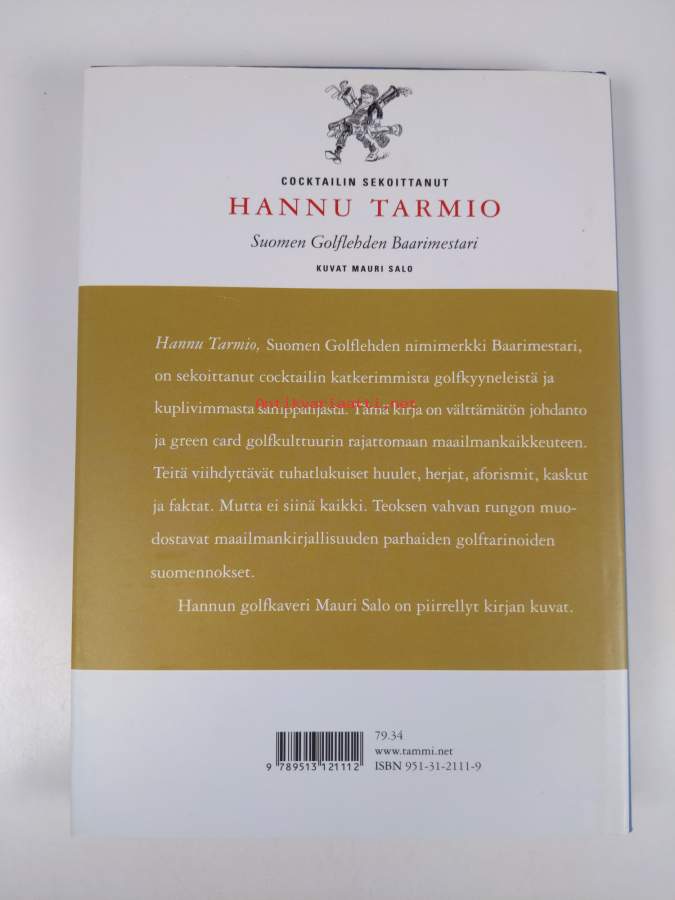 COCKTAILIN SEKOITTANUT
HANNU TARMIO
Suomen Golflehden Baarimestari
KUVAT MAURI SALO
Hannu Tarmio, Suomen Golflehden nimimerkki Baarimestari,
on sekoittanut cocktailin katkerimmista golfkyyneleistä ja
kuplivimmasta samppanjasta. Tämä kirja on välttämätön johdanto
Antikvariaatti.net
ja green card golfkulttuurin rajattomaan maailmankaikkeuteen.
Teitä viihdyttävät tuhatlukuiset huulet, herjat, aforismit, kaskut
ja faktat. Mutta ei siinä kaikki. Teoksen vahvan rungon muo-
dostavat maailmankirjallisuuden parhaiden golftarinoiden
suomennokset.
Hannun golfkaveri Mauri Salo on piirrellyt kirjan kuvat.
79.34
www.tammi.net
ISBN 951-31-2111-9
9 789513 121112